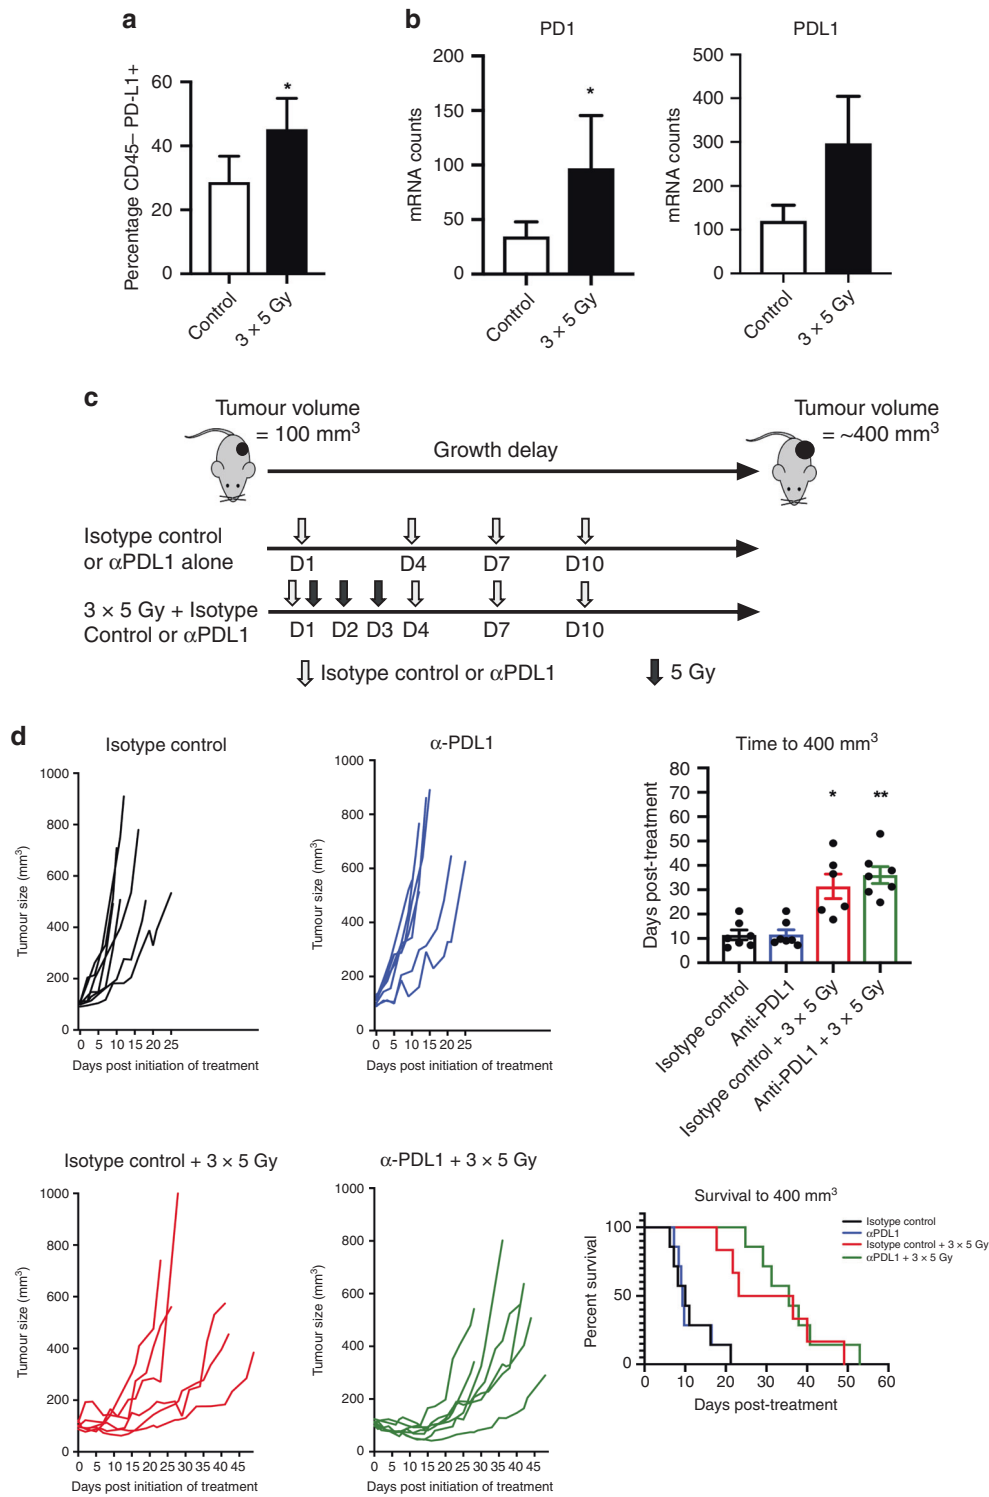 a
Percentage CD45– PD-L1+
60
40
20
0
*
Control
3 × 5 Gy
b
PD1
mRNA counts
200
150
100
50
0
*
Control
3 × 5 Gy
PDL1
mRNA counts
500
400
300
200
100
0
Control
3 × 5 Gy
c
Tumour volume
= 100 mm³
Growth delay
Tumour volume
= ~400 mm³
Isotype control
or αPDL1 alone
D1 D4 D7 D10
3 × 5 Gy + Isotype
Control or αPDL1
D1 D2 D3 D4 D7 D10
Isotype control or αPDL1
5 Gy
d
Isotype control
Tumour size (mm³)
1000
800
600
400
200
0
0 5 10 15 20 25
Days post initiation of treatment
α-PDL1
Tumour size (mm³)
1000
800
600
400
200
0
0 5 10 15 20 25
Days post initiation of treatment
Time to 400 mm³
Days post-treatment
80
70
60
50
40
30
20
10
0
*
**
Isotype control
Anti-PDL1
Isotype control + 3 × 5 Gy
Anti-PDL1 + 3 × 5 Gy
Isotype control + 3 × 5 Gy
Tumour size (mm³)
1000
800
600
400
200
0
0 5 10 15 20 25 30 35 40 45
Days post initiation of treatment
α-PDL1 + 3 × 5 Gy
Tumour size (mm³)
1000
800
600
400
200
0
0 5 10 15 20 25 30 35 40 45
Days post initiation of treatment
Survival to 400 mm³
Percent survival
100
50
0
0 10 20 30 40 50 60
Days post-treatment
Isotype control
αPDL1
Isotype control + 3 × 5 Gy
αPDL1 + 3 × 5 Gy